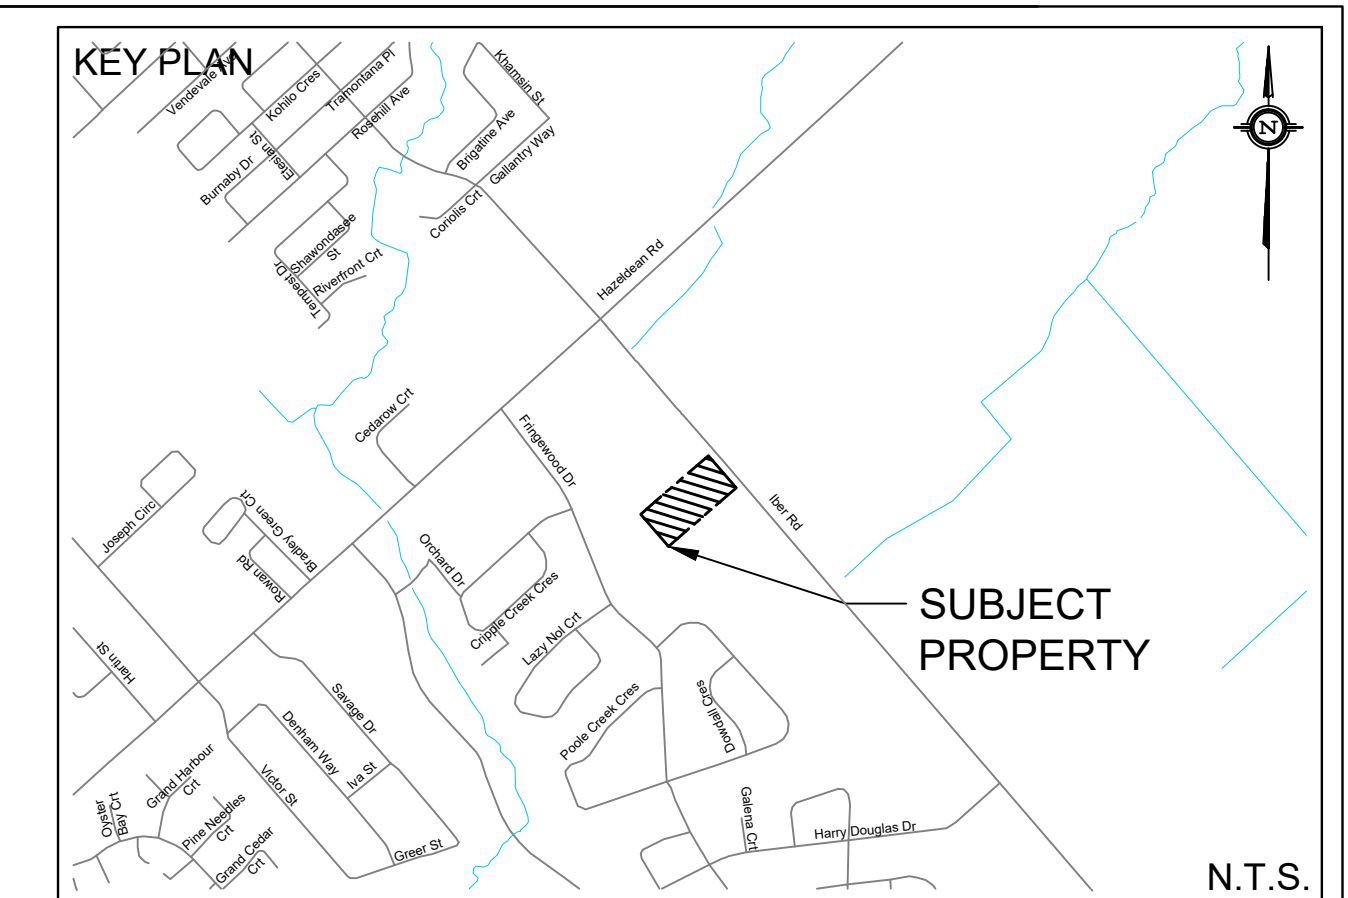 KEY PLAN
Vendevale Ave
Kohilo Cres
Tramontana Pl
Rosehill Ave
Khamsin St
Brigatine Ave
Gallantry Way
Etesian St
Burnaby Dr
Coriolis Crt
Shawondasee
St
Riverfront Crt
Tempest Dr
N
Hazeldean Rd
Cedarow Crt
Fringewood Dr
Iber Rd
Joseph Circ
Bradley Green Crt
Rowan Rd
Orchard Dr
Cripple Creek Cres
Lazy Nol Crt
SUBJECT
PROPERTY
Hartin St
Savage Dr
Denham Way
Iva St
Victor St
Poole Creek Cres
Dowdall Cres
Grand Harbour
Crt
Oyster
Bay Crt
Pine Needles
Crt
Grand Cedar
Crt
Greer St
Galena Crt
Harry Douglas Dr
N.T.S.